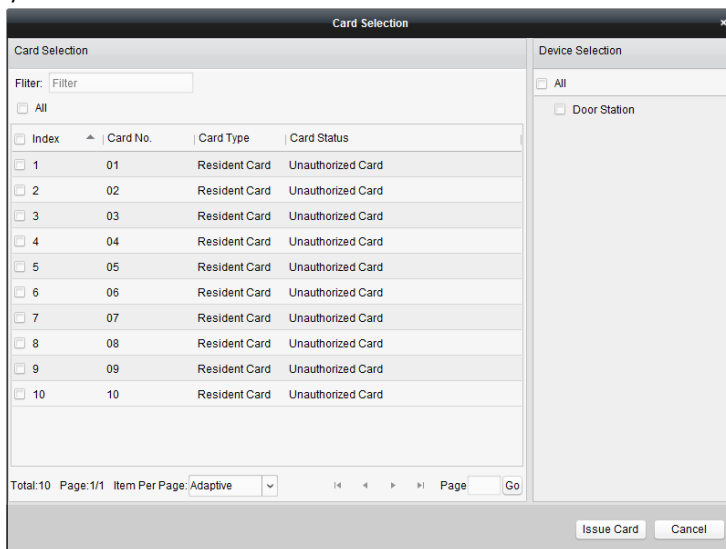 Card Selection
Card Selection
Device Selection
Fliter: Filter
All
All
Door Station
Index Card No. Card Type Card Status
1 01 Resident Card Unauthorized Card
2 02 Resident Card Unauthorized Card
3 03 Resident Card Unauthorized Card
4 04 Resident Card Unauthorized Card
5 05 Resident Card Unauthorized Card
6 06 Resident Card Unauthorized Card
7 07 Resident Card Unauthorized Card
8 08 Resident Card Unauthorized Card
9 09 Resident Card Unauthorized Card
10 10 Resident Card Unauthorized Card
Total:10 Page:1/1 Item Per Page: Adaptive Page Go
Issue Card Cancel